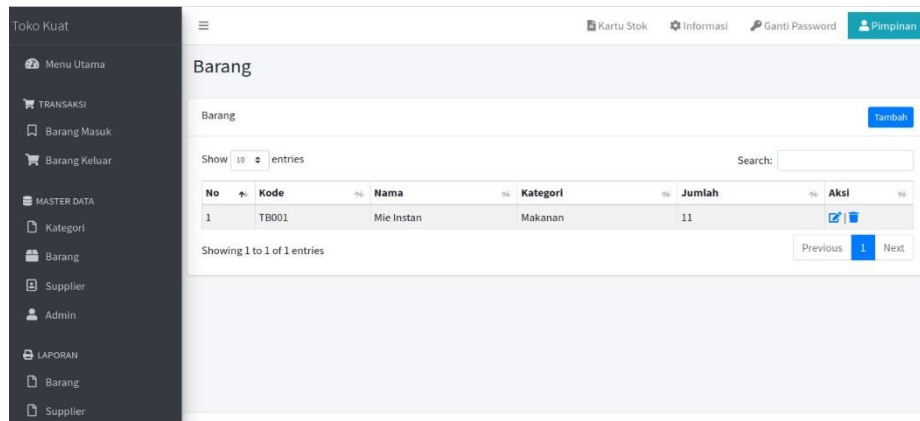 Toko Kuat
Kartu Stok Informasi Ganti Password Pimpinan
Menu Utama
TRANSAKSI
Barang Masuk
Barang Keluar
MASTER DATA
Kategori
Barang
Supplier
Admin
LAPORAN
Barang
Supplier
Barang
Barang Tambah
Show 10 entries Search:
No Kode Nama Kategori Jumlah Aksi
1 TB001 Mie Instan Makanan 11 |
Showing 1 to 1 of 1 entries Previous 1 Next